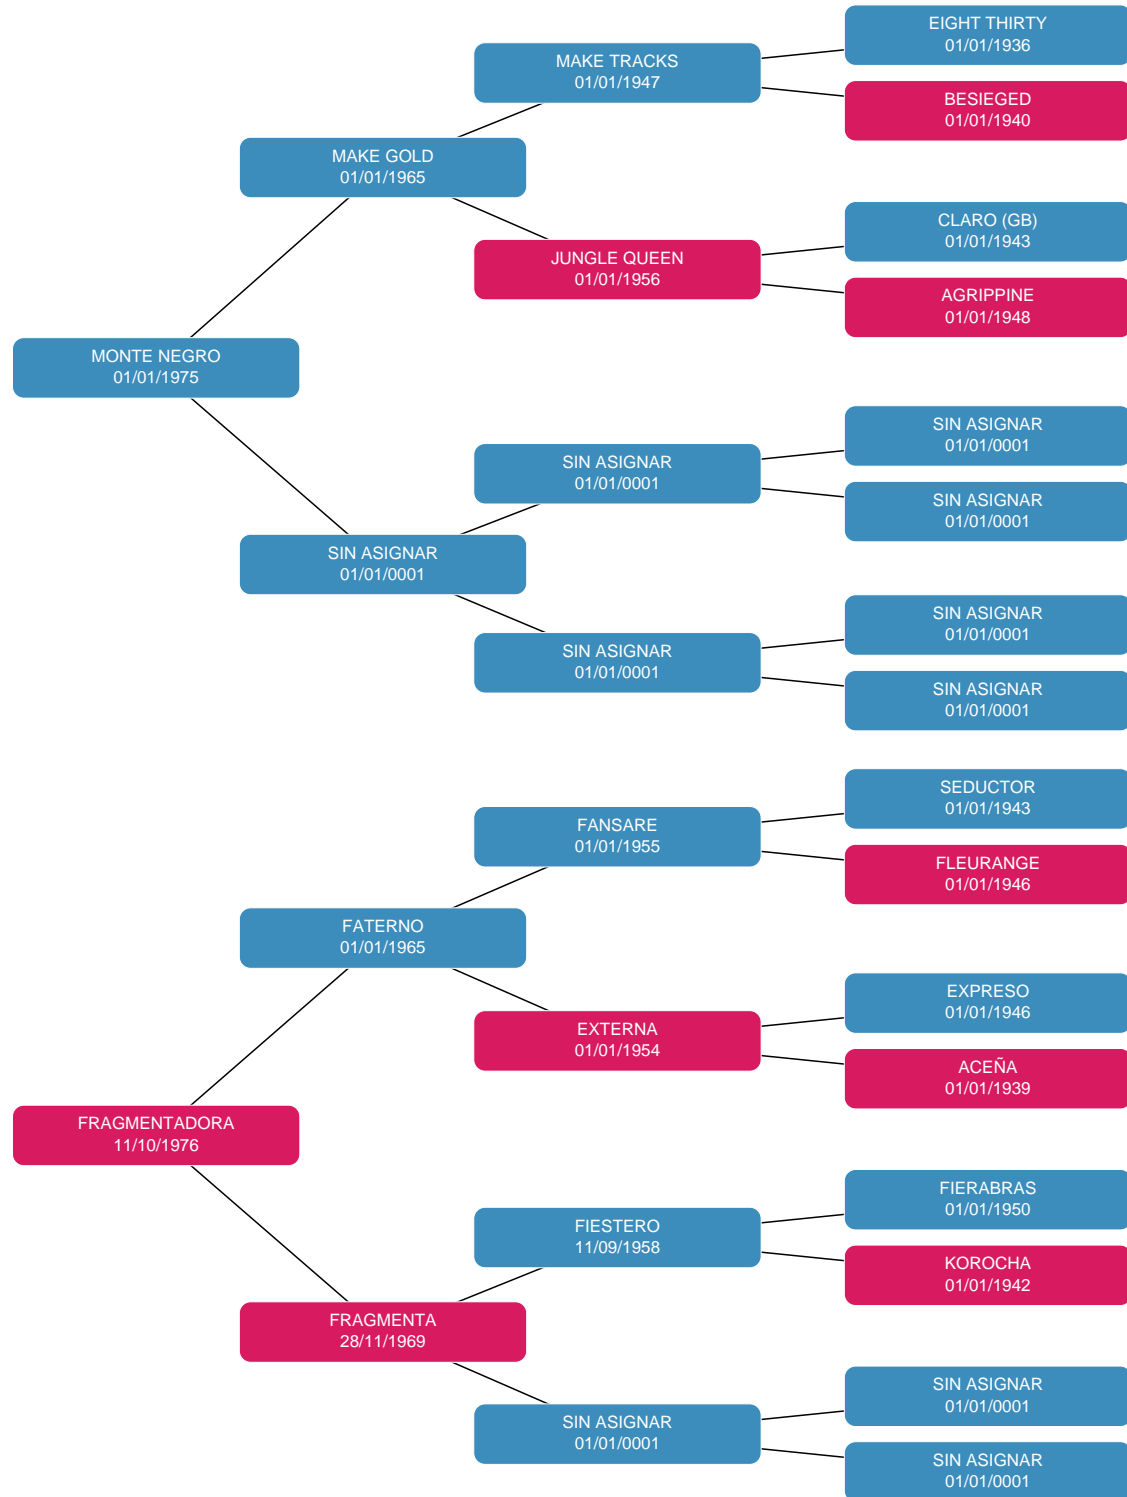 EIGHT THIRTY
01/01/1936
MAKE TRACKS
01/01/1947
BESIEGED
01/01/1940
MAKE GOLD
01/01/1965
CLARO (GB)
01/01/1943
JUNGLE QUEEN
01/01/1956
AGRIPPINE
01/01/1948
MONTE NEGRO
01/01/1975
SIN ASIGNAR
01/01/0001
SIN ASIGNAR
01/01/0001
SIN ASIGNAR
01/01/0001
SIN ASIGNAR
01/01/0001
SIN ASIGNAR
01/01/0001
SIN ASIGNAR
01/01/0001
SIN ASIGNAR
01/01/0001
SEDUCTOR
01/01/1943
FANSARE
01/01/1955
FLEURANGE
01/01/1946
FATERNO
01/01/1965
EXPRESO
01/01/1946
EXTERNA
01/01/1954
ACEÑA
01/01/1939
FRAGMENTADORA
11/10/1976
FIERABRAS
01/01/1950
FIESTERO
11/09/1958
KOROCHA
01/01/1942
FRAGMENTA
28/11/1969
SIN ASIGNAR
01/01/0001
SIN ASIGNAR
01/01/0001
SIN ASIGNAR
01/01/0001